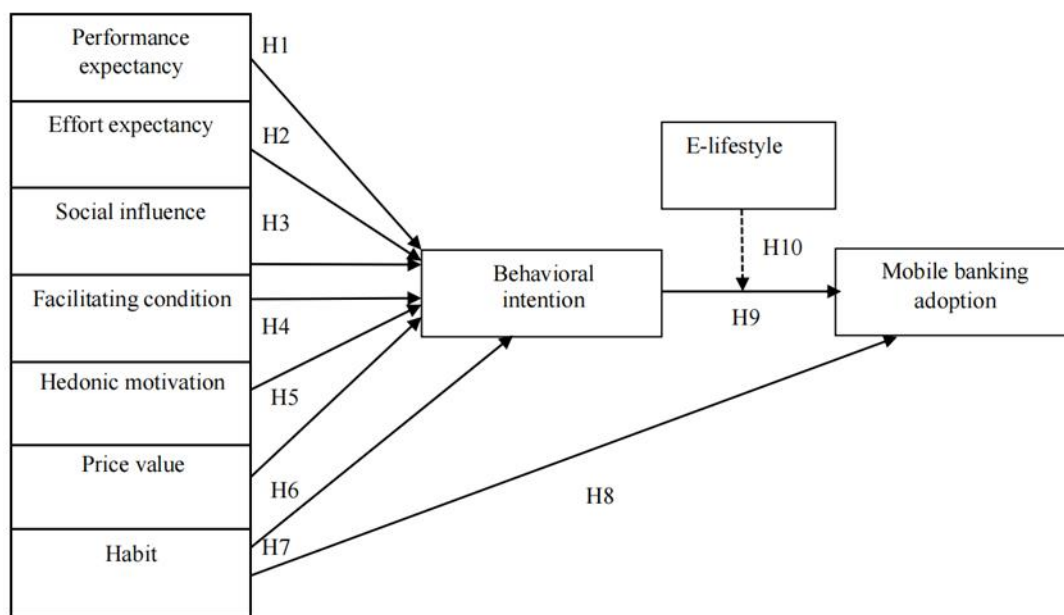 Performance
expectancy
H1
Effort expectancy
H2
Social influence
H3
Facilitating condition
H4
Hedonic motivation
H5
Price value
H6
Habit
H7
Behavioral
intention
E-lifestyle
H10
H9
Mobile banking
adoption
H8